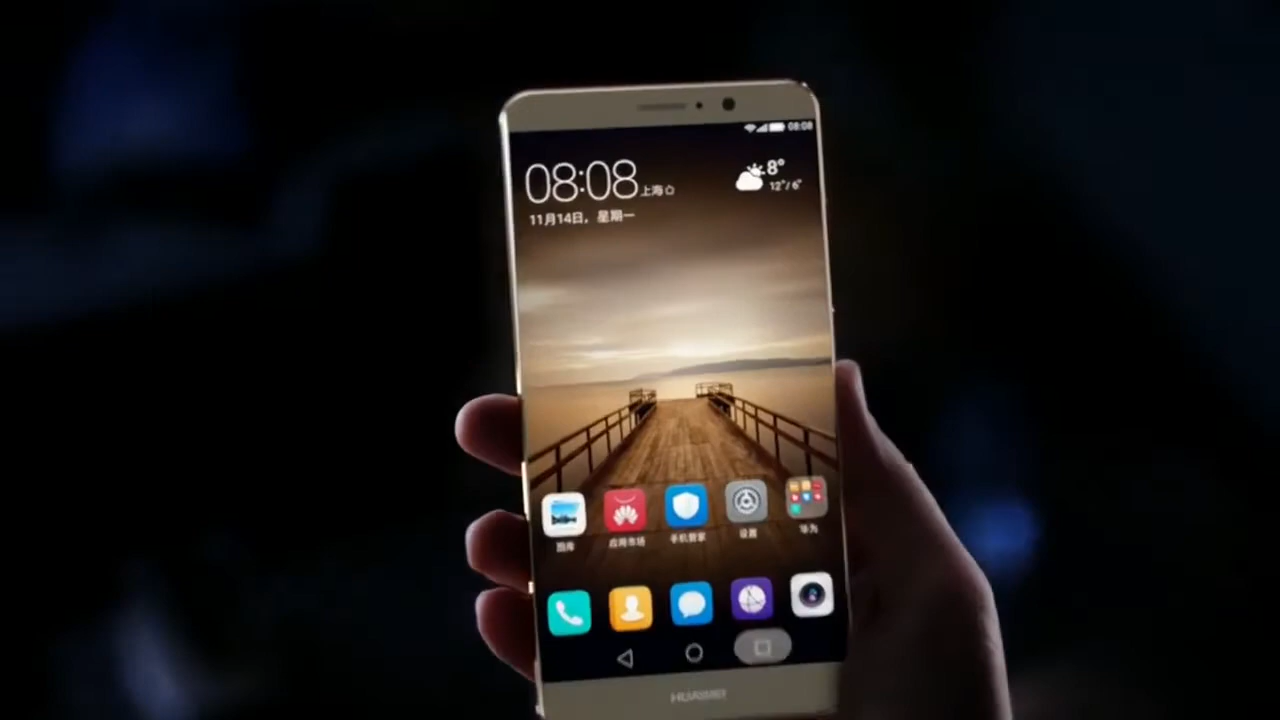 08:08
08:08 上海
8°
12°/6°
11月14日，星期一
图库 应用市场 手机管家 设置 华为
HUAWEI